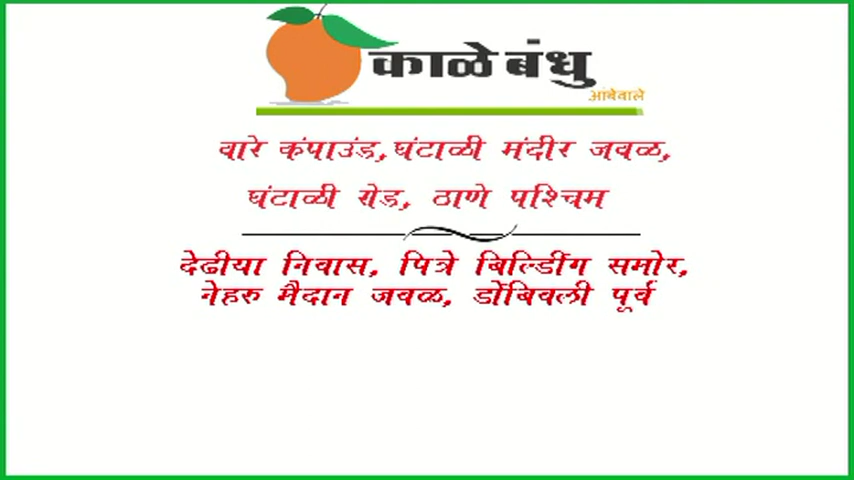 काळे बंधु
आंबेवाले
वारे कंपाउंड,घंटाळी मंदीर जवळ,
घंटाळी रोड, ठाणे पश्चिम
देढीया निवास, पित्रे बिल्डिंग समोर,
नेहरु मैदान जवळ, डोंबिवली पूर्व